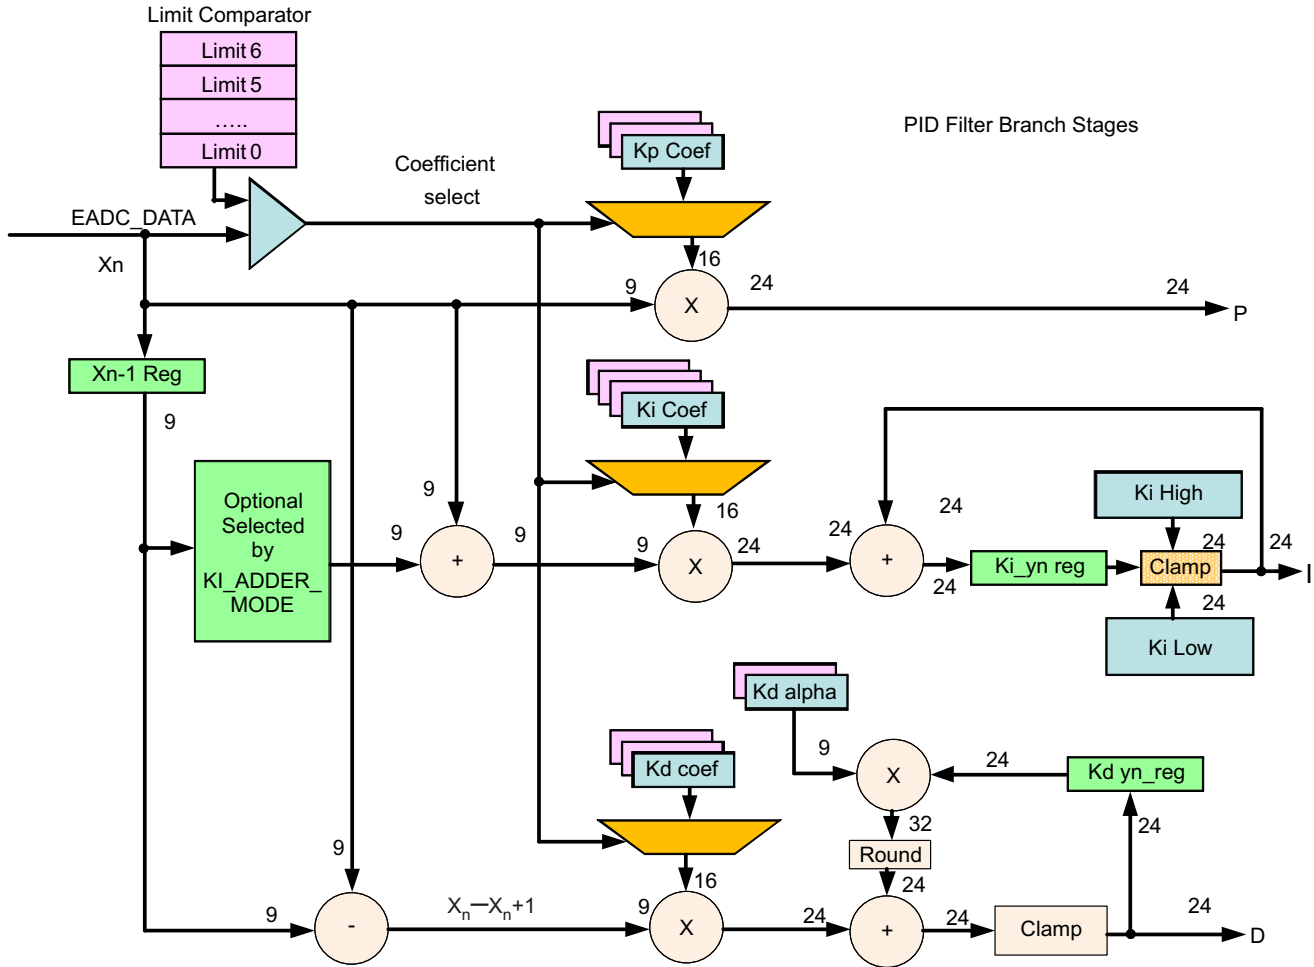 Limit Comparator
Limit 6
Limit 5
.....
Limit 0
PID Filter Branch Stages
Kp Coef
Coefficient
select
EADC_DATA
Xn
16
9
24
24
X
P
Xn-1 Reg
9
Ki Coef
Optional
Selected
by
KI_ADDER_
MODE
9
9
+
9
16
9
X
24
24
+
24
24
Ki_yn reg
Ki High
24
24
Clamp
I
24
Ki Low
Kd alpha
9
X
24
Kd yn_reg
Kd coef
32
24
Round
9
16
24
9
-
Xn–Xn+1
9
X
24
+
24
Clamp
24
D